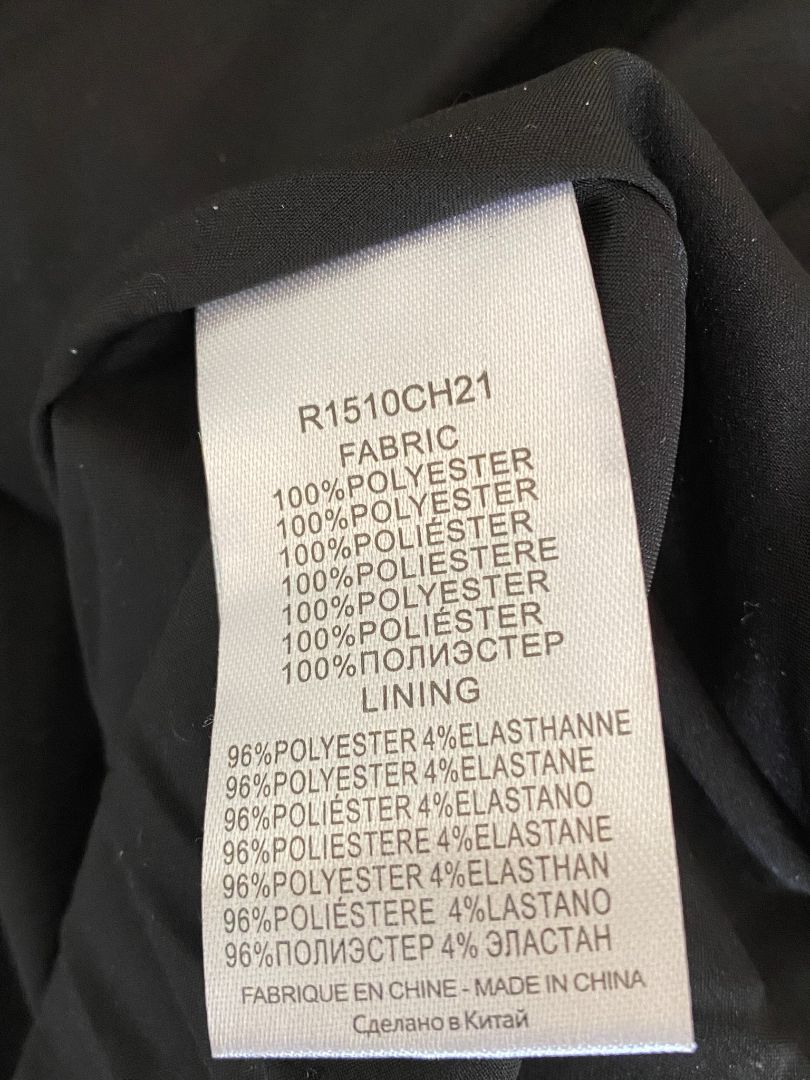 R1510CH21
FABRIC
100%POLYESTER
100%POLYESTER
100%POLIÉSTER
100%POLIESTERE
100%POLYESTER
100%POLIÉSTER
100%ПОЛИЭСТЕР
LINING
96%POLYESTER 4%ELASTHANNE
96%POLYESTER 4%ELASTANE
96%POLIÉSTER 4%ELASTANO
96%POLIESTERE 4%ELASTANE
96%POLYESTER 4%ELASTHAN
96%POLIÉSTERE 4%LASTANO
96%ПОЛИЭСТЕР 4% ЭЛАСТАН
FABRIQUE EN CHINE - MADE IN CHINA
Сделано в Китай